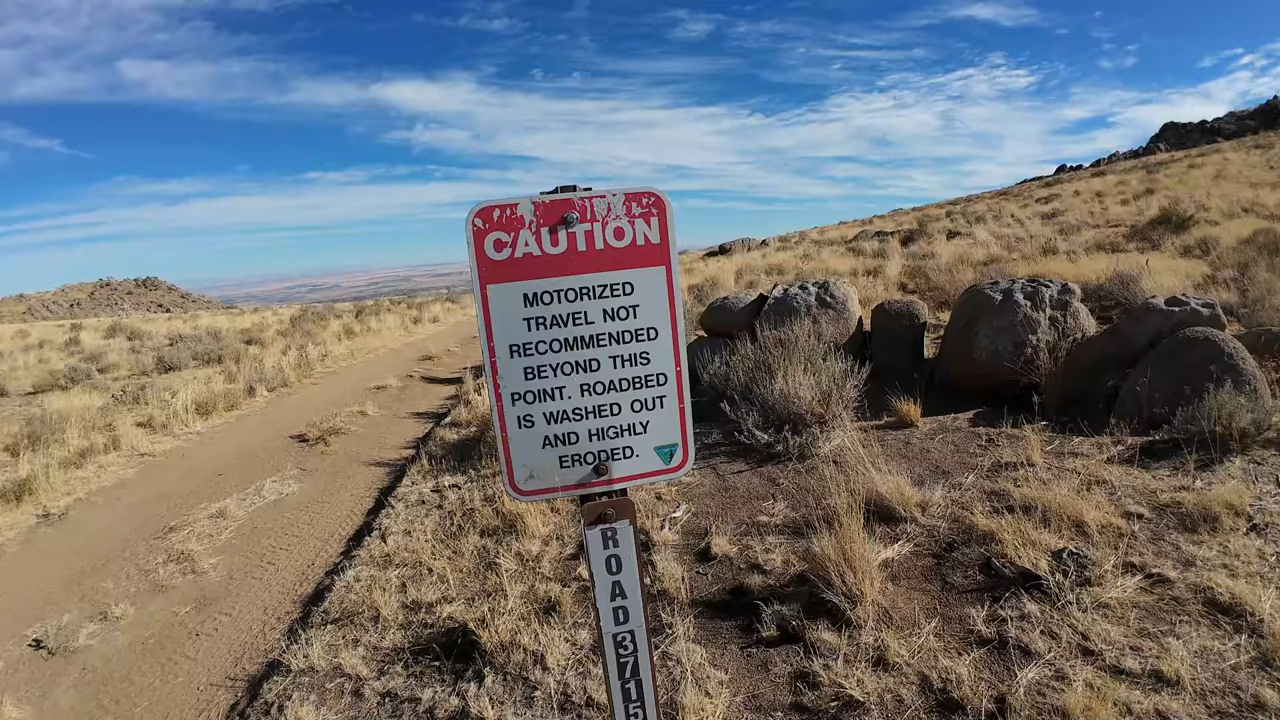 CAUTION
MOTORIZED
TRAVEL NOT
RECOMMENDED
BEYOND THIS
POINT. ROADBED
IS WASHED OUT
AND HIGHLY
ERODED.
ROAD 3715